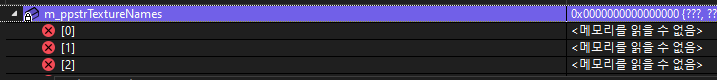 m_ppstrTextureNames 0x0000000000000000 {???, ??
[0] <메모리를 읽을 수 없음>
[1] <메모리를 읽을 수 없음>
[2] <메모리를 읽을 수 없음>